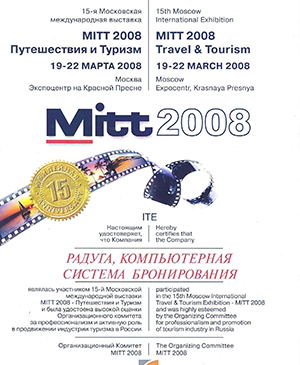 15-я Московская
международная выставка
15th Moscow
International Exhibition
MITT 2008
Путешествия и Туризм
MITT 2008
Travel & Tourism
19-22 МАРТА 2008
19-22 MARCH 2008
Москва
Экспоцентр на Красной Пресне
Moscow
Expocentr, Krasnaya Presnya
Mitt 2008
15
ITE
Настоящим
удостоверяет,
что Компания
Hereby
certifies that
the Company
РАДУГА, КОМПЬЮТЕРНАЯ
СИСТЕМА БРОНИРОВАНИЯ
являлась участником 15-й Московской
международной выставки
MITT 2008 - Путешествия и Туризм
и была удостоена высокой оценки
Организационного комитета
за профессионализм и активную роль
в продвижении индустрии туризма в России
participated
in the 15th Moscow International
Travel & Tourism Exhibition - MITT 2008
and was highly esteemed
by the Organizing Committee
for professionalism and promotion
of tourism industry in Russia
Организационный Комитет
MITT 2008
The Organizing Committee
MITT 2008